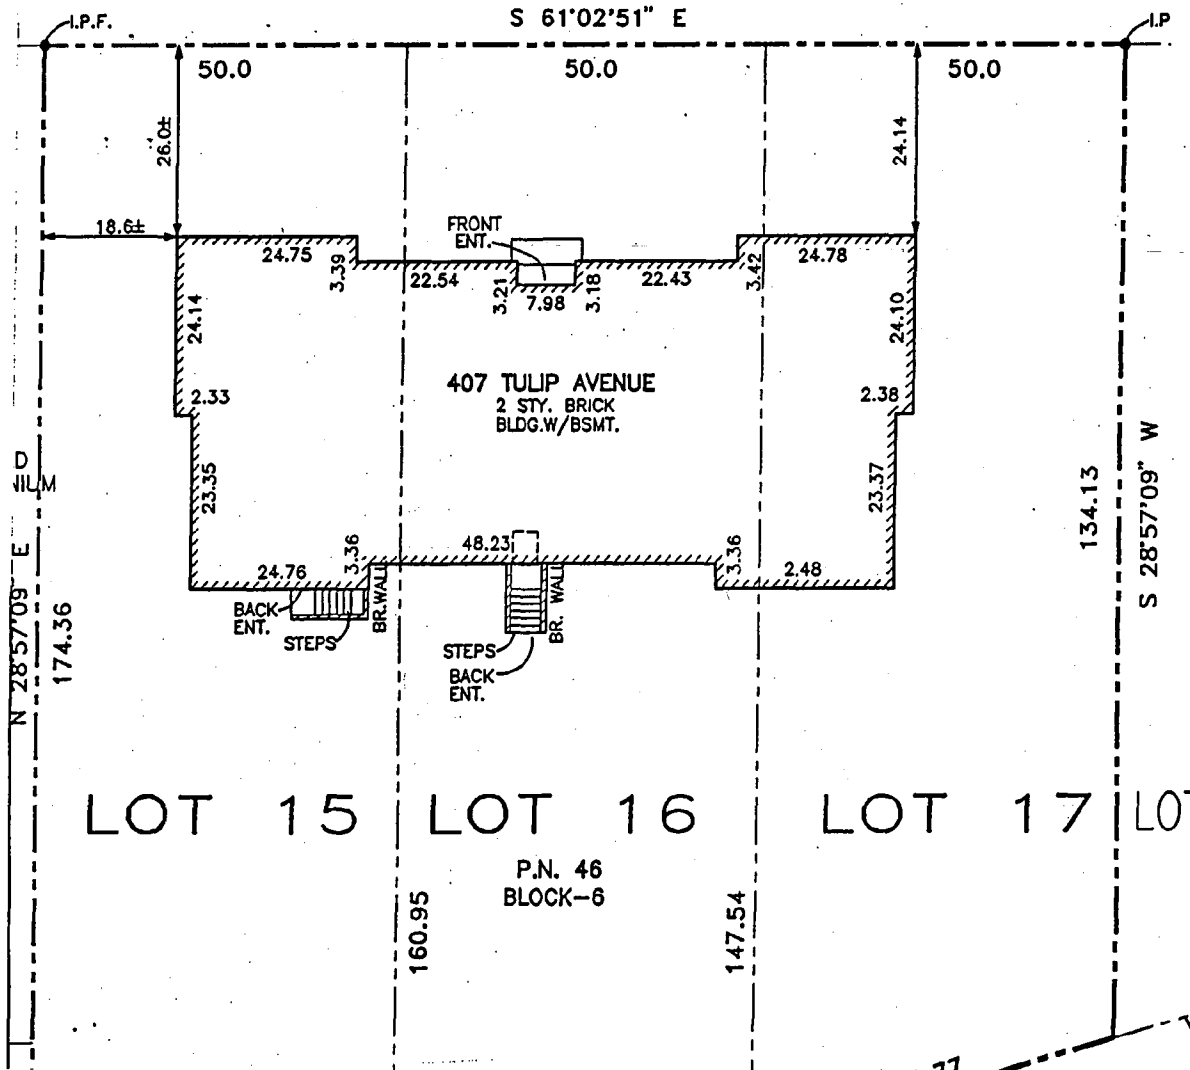 S 61°02'51" E
I.P.F.
I.P
50.0
50.0
50.0
26.0±
24.14
18.6±
FRONT
ENT.
24.75
3.39
22.54
3.21
7.98
3.18
22.43
3.42
24.78
24.14
24.10
407 TULIP AVENUE
2 STY. BRICK
BLDG.W/BSMT.
2.33
2.38
D
NIUM
23.35
23.37
134.13
S 28°57'09" W
N 28°57'09" E
174.36
3.36
48.23
3.36
24.76
2.48
BACK
ENT.
STEPS
BR.WALL
BR. WALL
STEPS
BACK
ENT.
LOT 15
LOT 16
LOT 17
LOT
P.N. 46
BLOCK-6
160.95
147.54
77